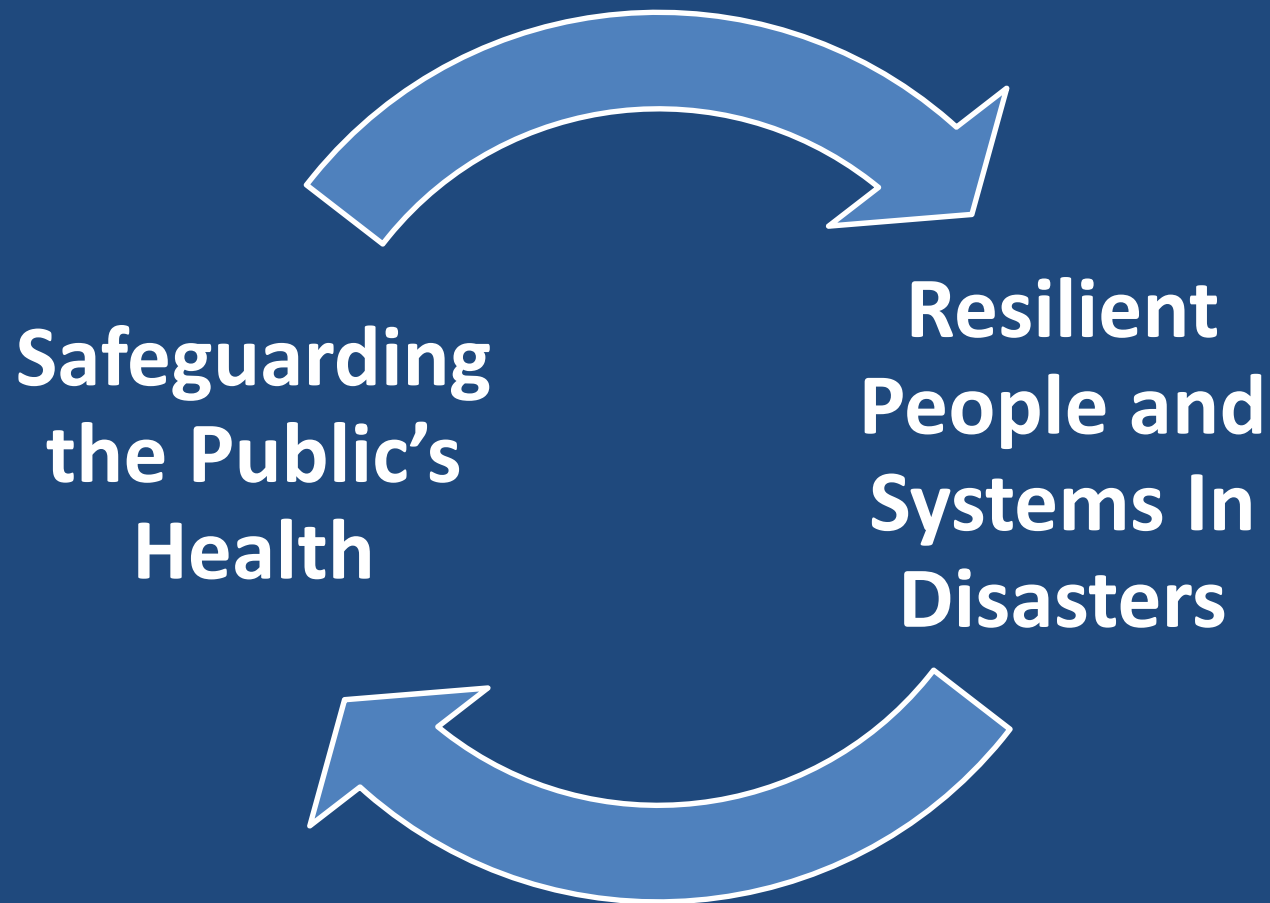 Safeguarding
the Public’s
Health
Resilient
People and
Systems In
Disasters